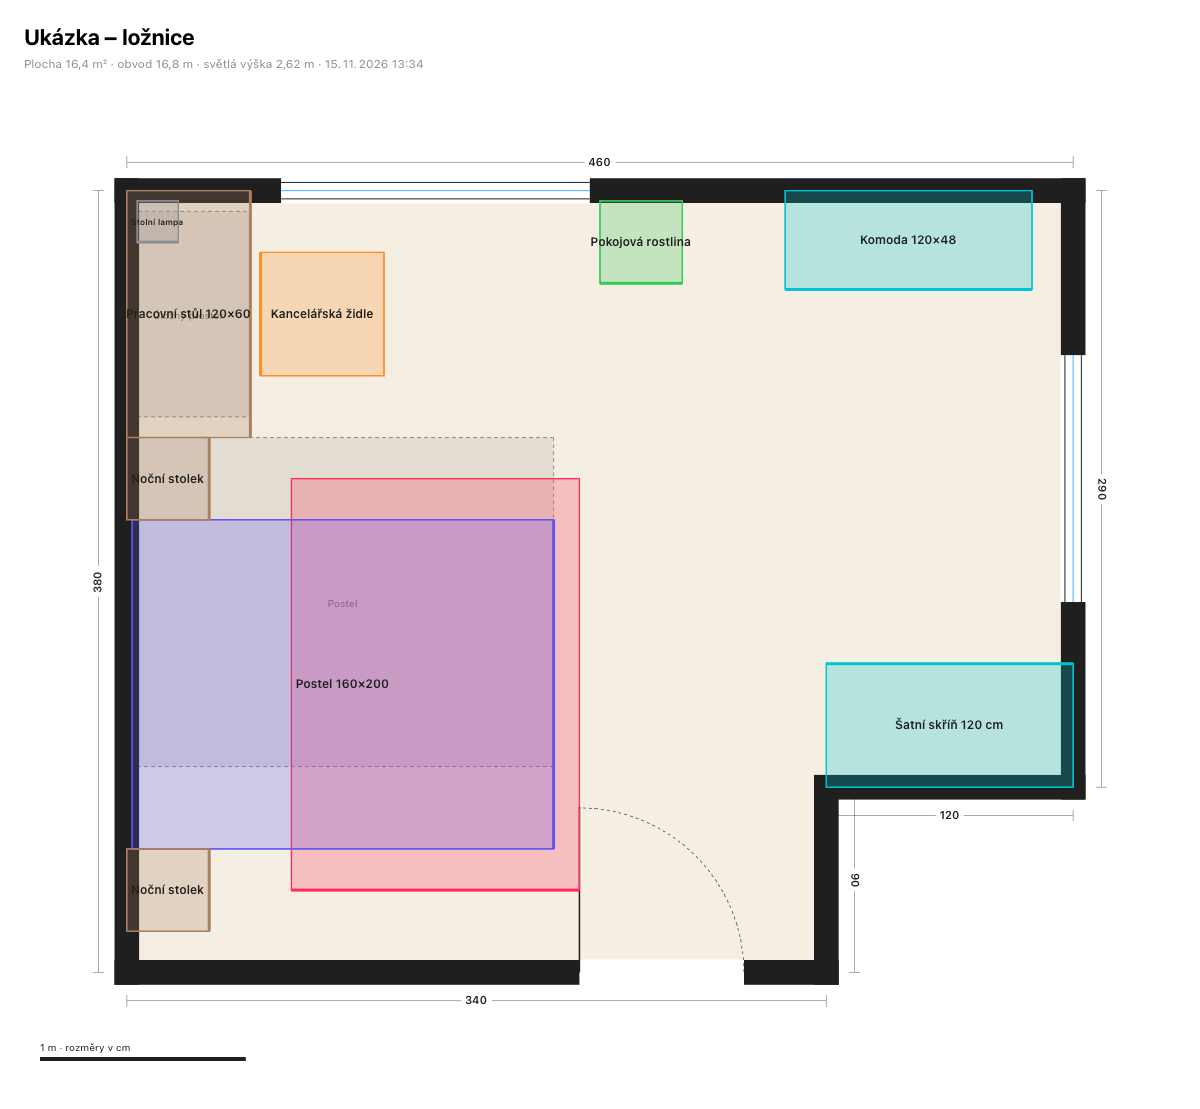 Ukázka – ložnice
Plocha 16,4 m² · obvod 16,8 m · světlá výška 2,62 m · 15. 11. 2026 13:34
460
Stolní lampa
Pokojová rostlina
Komoda 120×48
Pracovní stůl 120×60
Kancelářská židle
Noční stolek
290
380
Postel
Postel 160×200
Šatní skříň 120 cm
120
Noční stolek
90
340
1 m · rozměry v cm